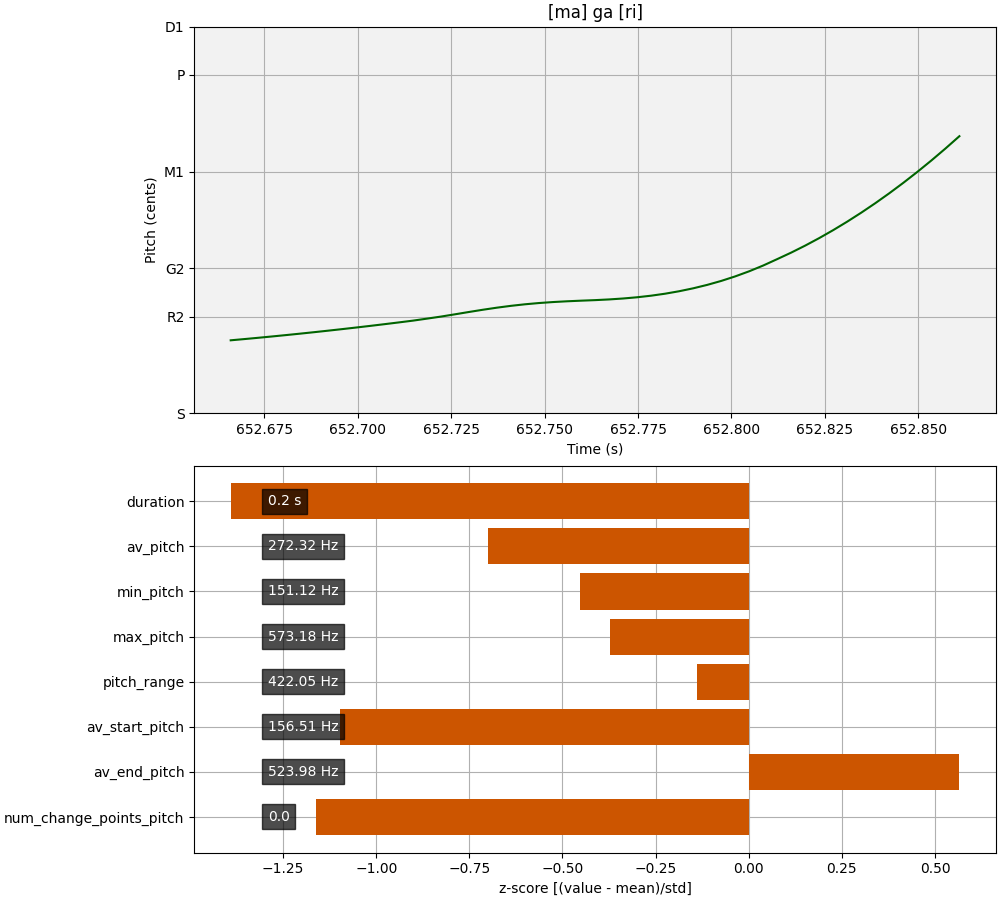 [ma] ga [ri]
D1
P
M1
G2
R2
S
Pitch (cents)
652.675 652.700 652.725 652.750 652.775 652.800 652.825 652.850
Time (s)
duration 0.2 s
av_pitch 272.32 Hz
min_pitch 151.12 Hz
max_pitch 573.18 Hz
pitch_range 422.05 Hz
av_start_pitch 156.51 Hz
av_end_pitch 523.98 Hz
num_change_points_pitch 0.0
−1.25 −1.00 −0.75 −0.50 −0.25 0.00 0.25 0.50
z-score [(value - mean)/std]